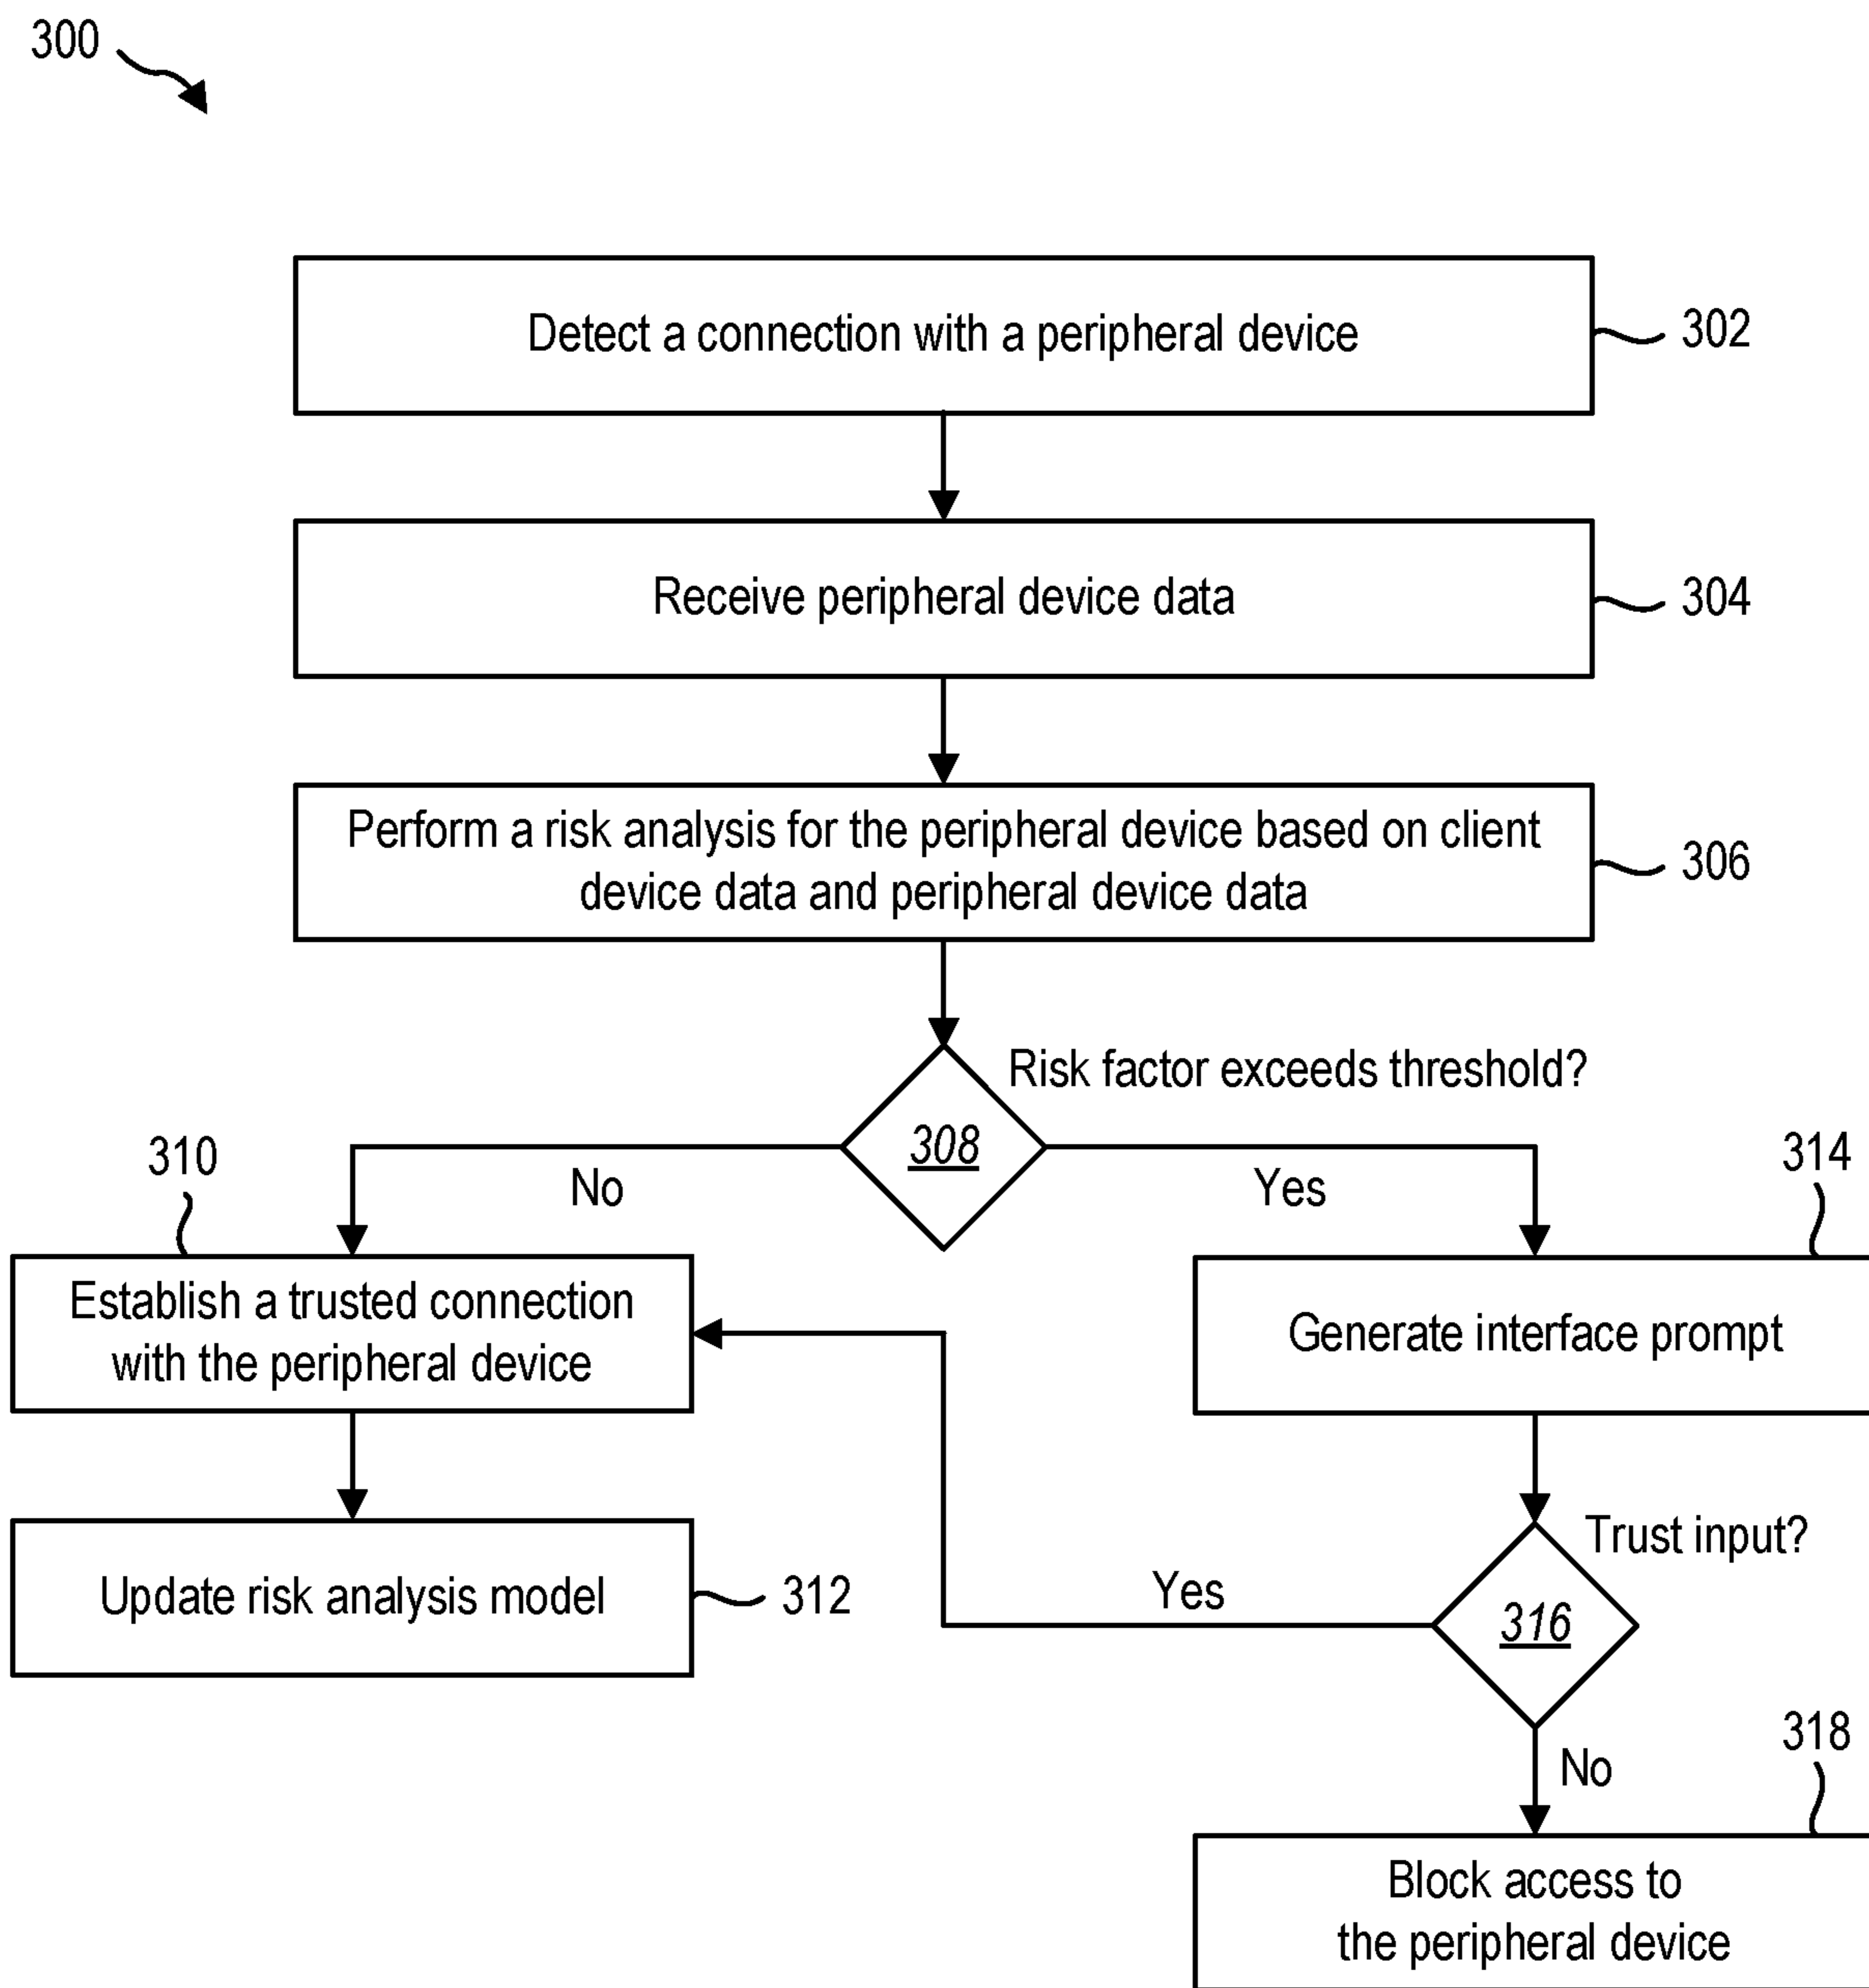 300
Detect a connection with a peripheral device
302
Receive peripheral device data
304
Perform a risk analysis for the peripheral device based on client
device data and peripheral device data
306
Risk factor exceeds threshold?
308
No
Yes
310
Establish a trusted connection
with the peripheral device
314
Generate interface prompt
Update risk analysis model
312
Trust input?
316
Yes
No
318
Block access to
the peripheral device